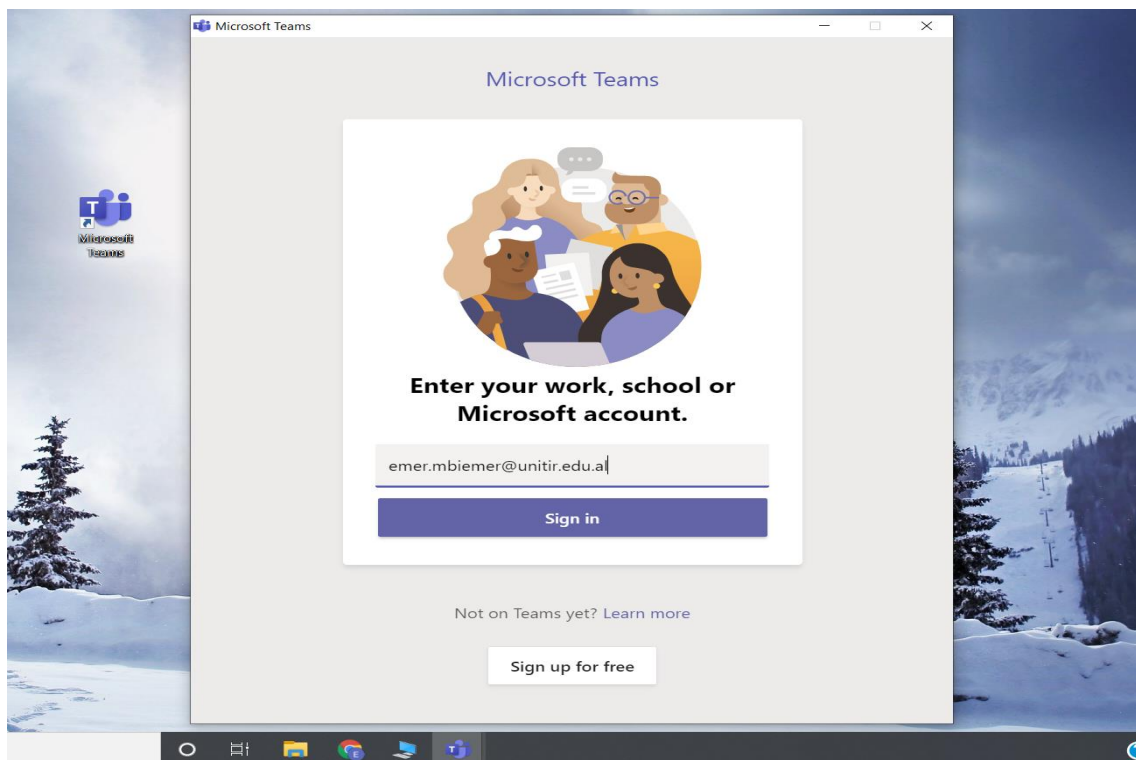 Microsoft Teams
Microsoft Teams
Microsoft
Teams
Enter your work, school or
Microsoft account.
emer.mbiemer@unitir.edu.al
Sign in
Not on Teams yet? Learn more
Sign up for free